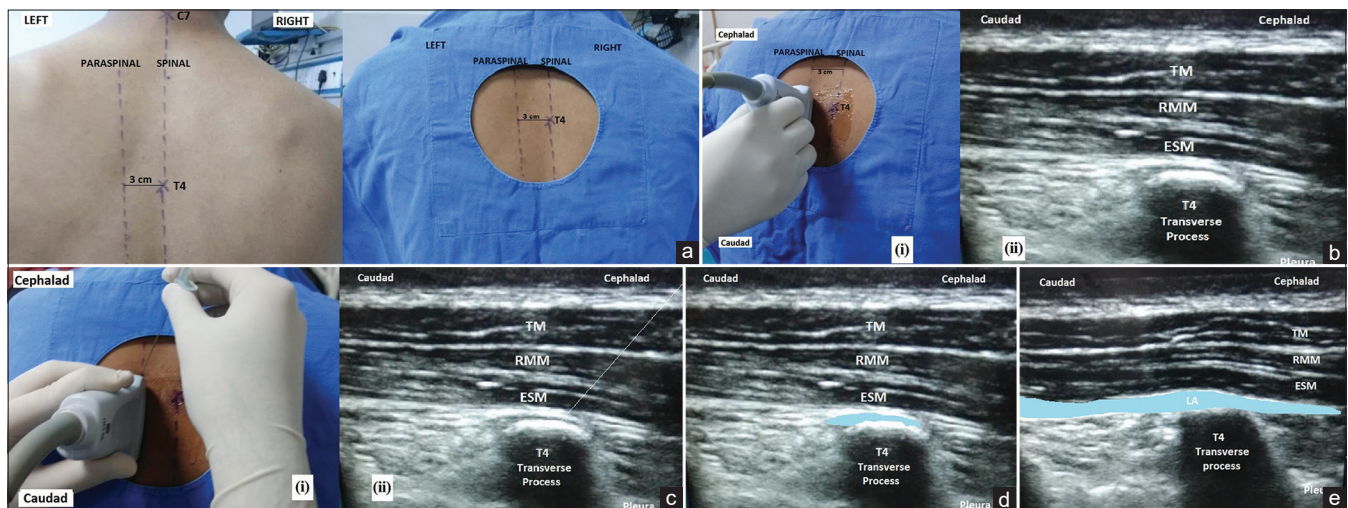 LEFT
C7
RIGHT
PARASPINAL SPINAL
3 cm
T4
LEFT
RIGHT
PARASPINAL SPINAL
3 cm
T4
a
Cephalad
PARASPINAL SPINAL
3 cm
T4
Caudad
(i)
Caudad
Cephalad
TM
RMM
ESM
T4
Transverse
Process
Pleura
(ii)
b
Cephalad
Caudad
(i)
Caudad
Cephalad
TM
RMM
ESM
T4
Transverse
Process
Pleura
(ii)
c
Caudad
Cephalad
TM
RMM
ESM
T4
Transverse
Process
Pleura
d
Caudad
Cephalad
TM
RMM
ESM
LA
T4
Transverse
process
e